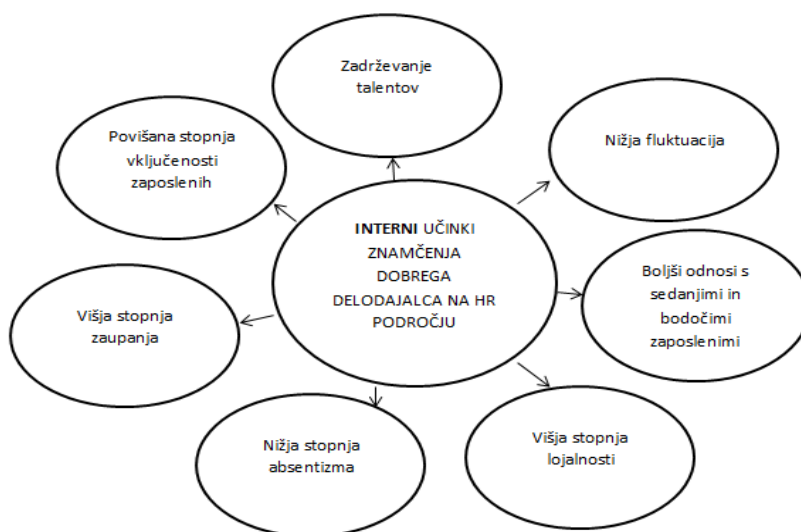 Zadrževanje
talentov
Nižja fluktuacija
Boljši odnosi s
sedanjimi in
bodočimi
zaposlenimi
Višja stopnja
lojalnosti
Nižja stopnja
absentizma
Višja stopnja
zaupanja
Povišana stopnja
vključenosti
zaposlenih
INTERNI UČINKI
ZNAMČENJA
DOBREGA
DELODAJALCA NA HR
PODROČJU